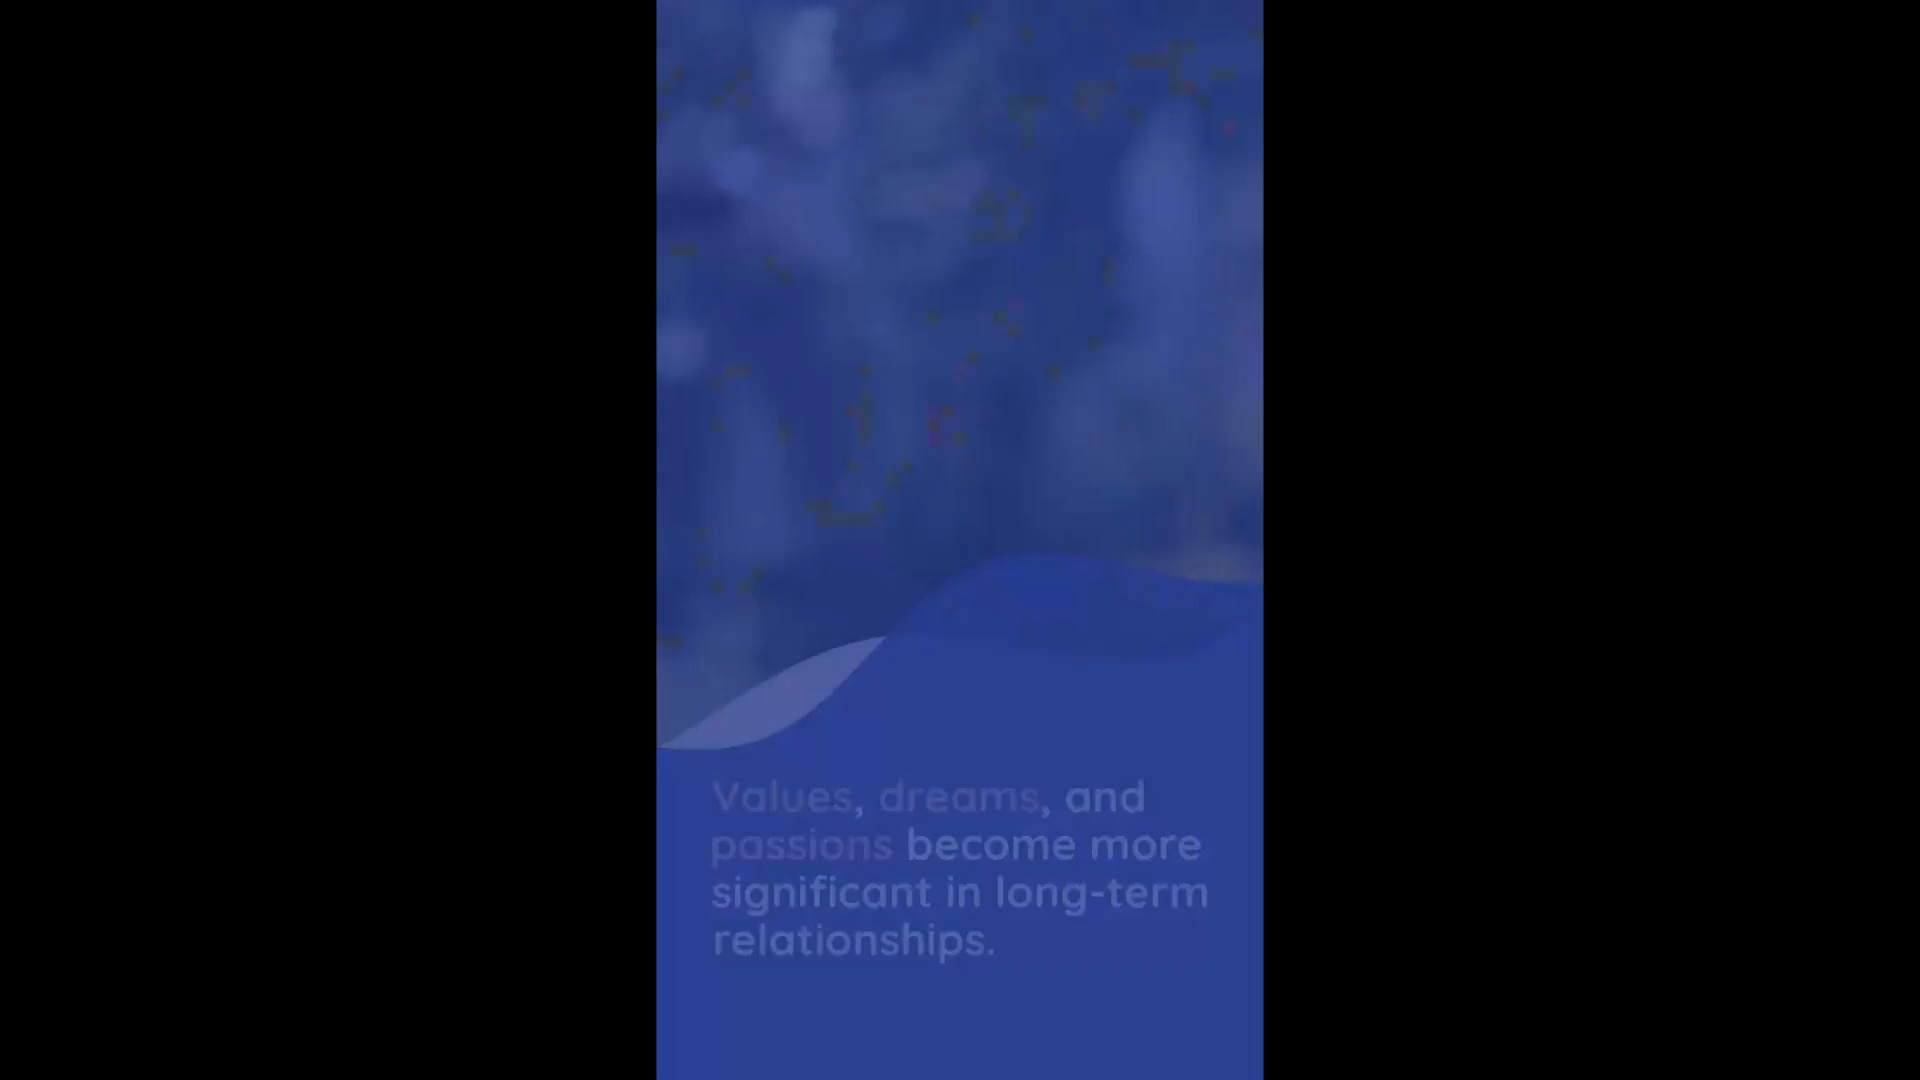 Values, dreams, and
passions become more
significant in long-term
relationships.